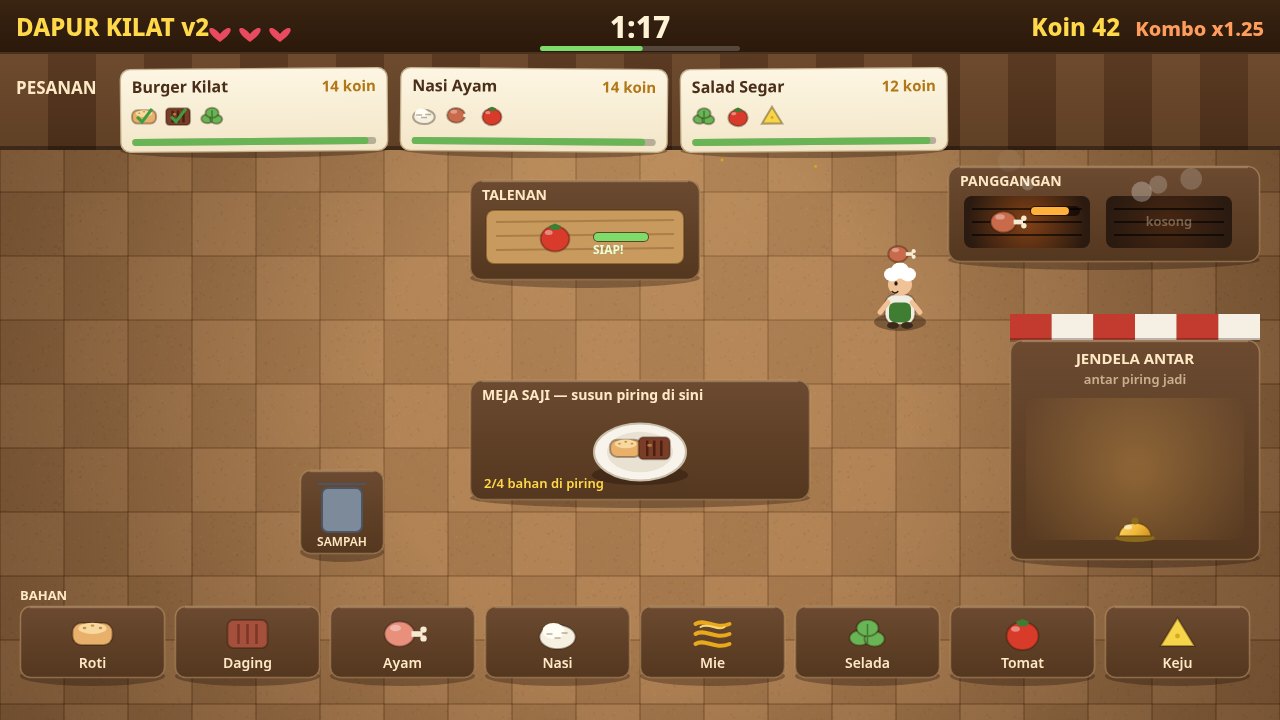 DAPUR KILAT v2
1:17
Koin 42 Kombo x1.25
PESANAN
Burger Kilat 14 koin
Nasi Ayam 14 koin
Salad Segar 12 koin
TALENAN
SIAP!
PANGGANGAN
kosong
JENDELA ANTAR
antar piring jadi
MEJA SAJI — susun piring di sini
2/4 bahan di piring
SAMPAH
BAHAN
Roti
Daging
Ayam
Nasi
Mie
Selada
Tomat
Keju